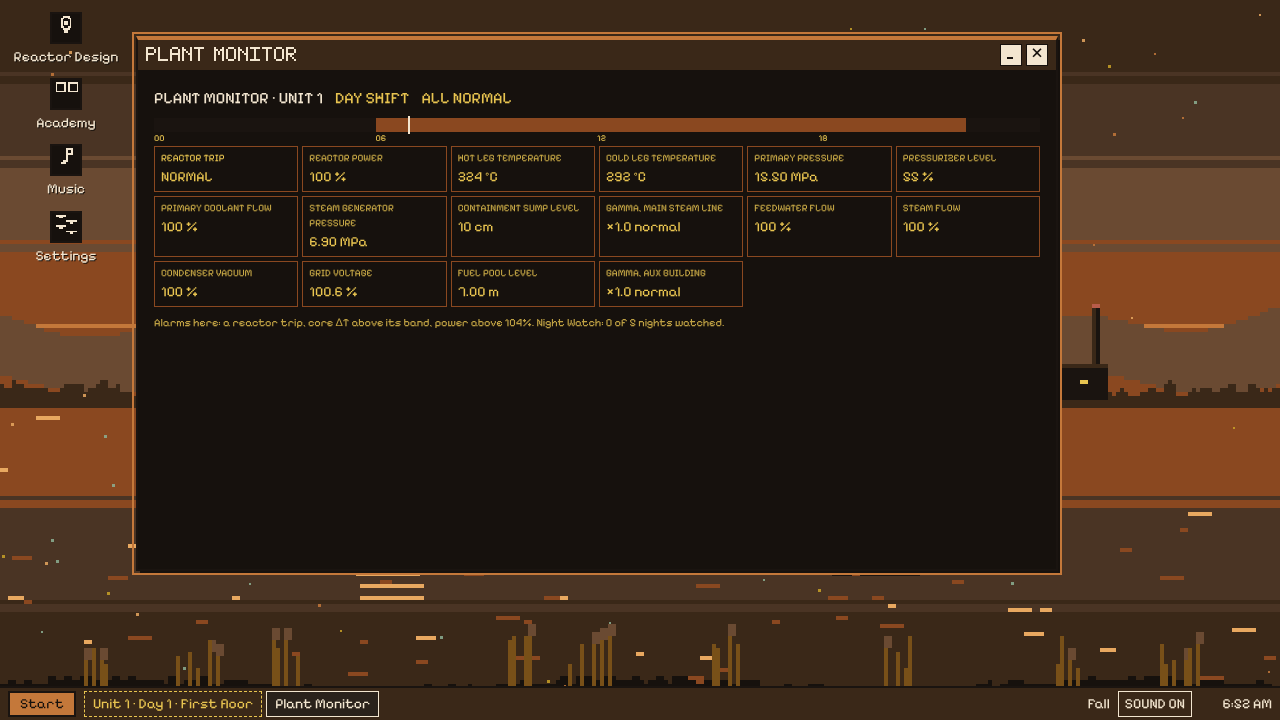 Reactor Design
Academy
Music
Settings
PLANT MONITOR
PLANT MONITOR · UNIT 1 DAY SHIFT ALL NORMAL
00 06 12 18
REACTOR TRIP
NORMAL
REACTOR POWER
100 %
HOT LEG TEMPERATURE
324 °C
COLD LEG TEMPERATURE
292 °C
PRIMARY PRESSURE
15.50 MPa
PRESSURIZER LEVEL
55 %
PRIMARY COOLANT FLOW
100 %
STEAM GENERATOR
PRESSURE
6.90 MPa
CONTAINMENT SUMP LEVEL
10 cm
GAMMA, MAIN STEAM LINE
×1.0 normal
FEEDWATER FLOW
100 %
STEAM FLOW
100 %
CONDENSER VACUUM
100 %
GRID VOLTAGE
100.6 %
FUEL POOL LEVEL
7.00 m
GAMMA, AUX BUILDING
×1.0 normal
Alarms here: a reactor trip, core ΔT above its band, power above 104%. Night Watch: 0 of 5 nights watched.
Start
Unit 1 · Day 1 · First floor
Plant Monitor
Fall
SOUND ON
6:52 AM